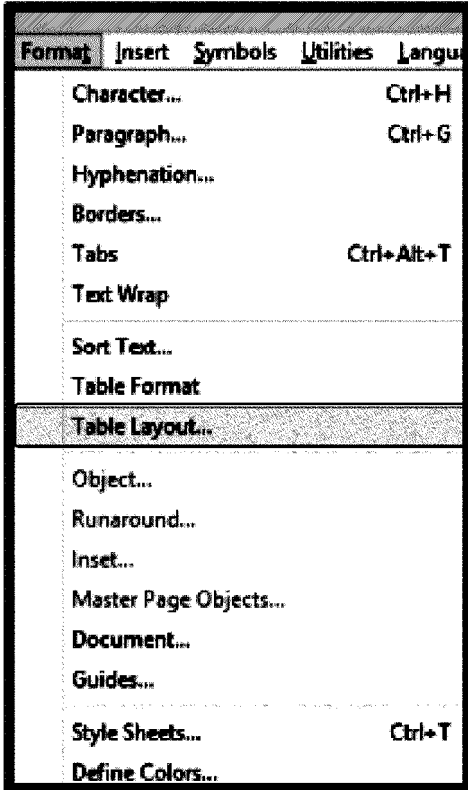 Format Insert Symbols Utilities Langu
Character... Ctrl+H
Paragraph... Ctrl+G
Hyphenation...
Borders...
Tabs Ctrl+Alt+T
Text Wrap
Sort Text...
Table Format
Table Layout...
Object...
Runaround...
Inset...
Master Page Objects...
Document...
Guides...
Style Sheets... Ctrl+T
Define Colors...